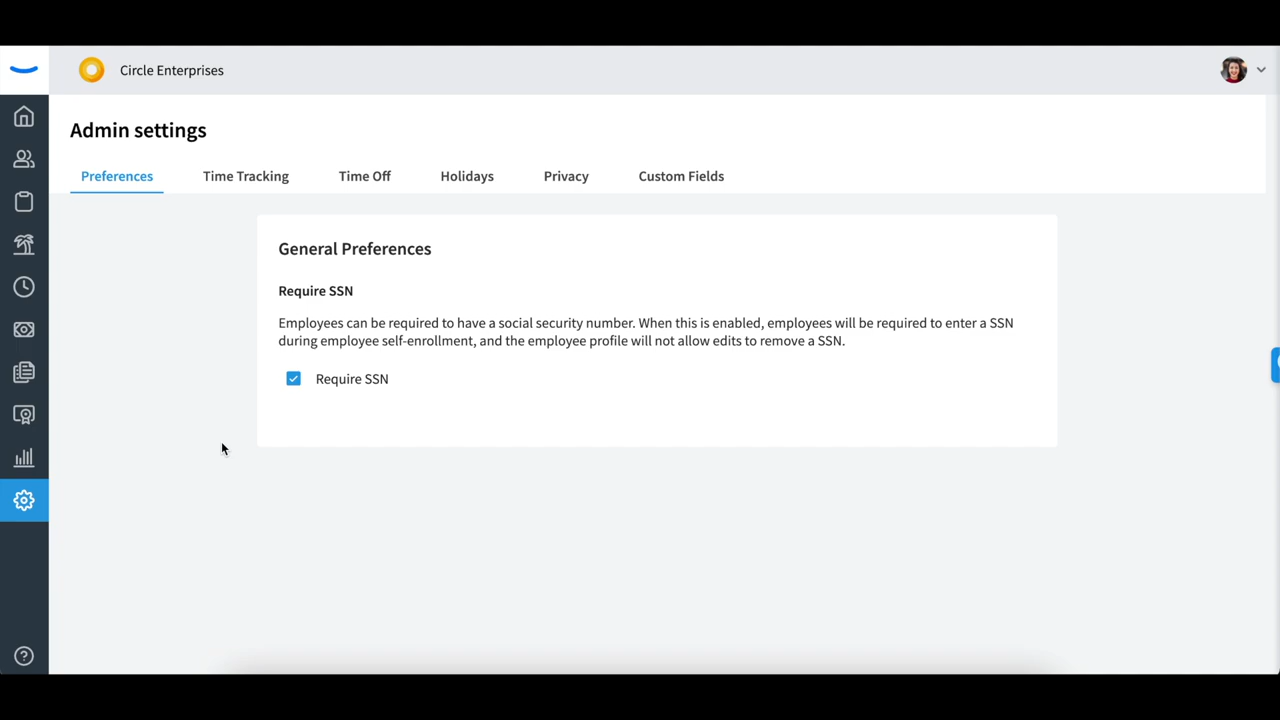 Circle Enterprises
Admin settings
Preferences
Time Tracking
Time Off
Holidays
Privacy
Custom Fields
General Preferences
Require SSN
Employees can be required to have a social security number. When this is enabled, employees will be required to enter a SSN
during employee self-enrollment, and the employee profile will not allow edits to remove a SSN.
Require SSN